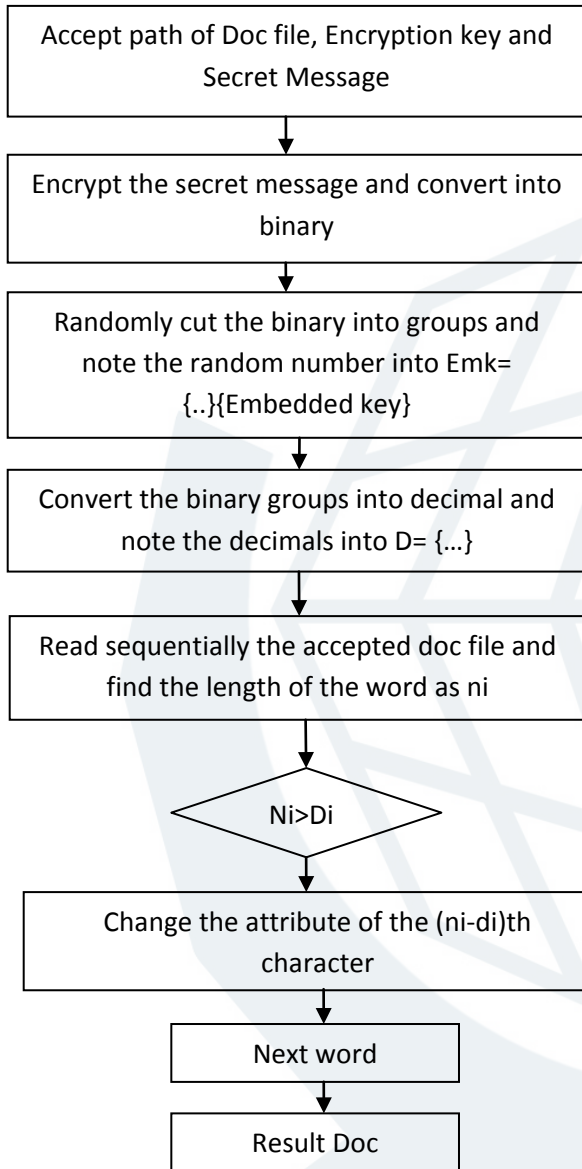 Accept path of Doc file, Encryption key and
Secret Message
Encrypt the secret message and convert into
binary
Randomly cut the binary into groups and
note the random number into Emk=
{..}{Embedded key}
Convert the binary groups into decimal and
note the decimals into D= {...}
Read sequentially the accepted doc file and
find the length of the word as ni
Ni>Di
Change the attribute of the (ni-di)th
character
Next word
Result Doc